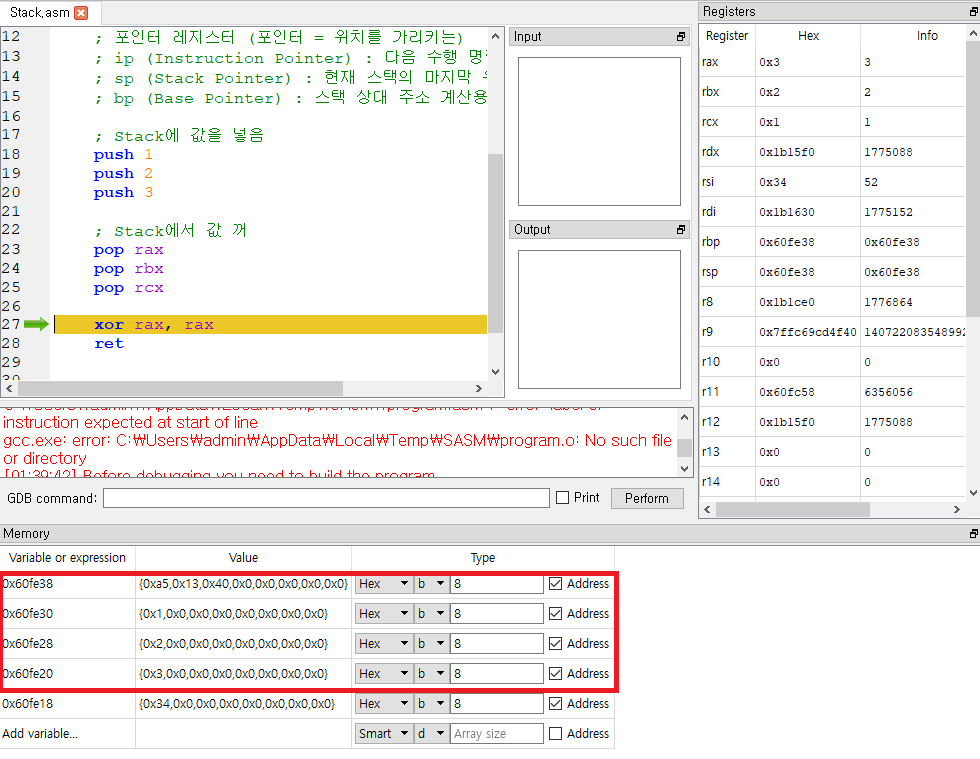 Stack.asm
12 ; 포인터 레지스터 (포인터 = 위치를 가리키는)
13 ; ip (Instruction Pointer) : 다음 수행 명
14 ; sp (Stack Pointer) : 현재 스택의 마지막
15 ; bp (Base Pointer) : 스택 상대 주소 계산용
16
17 ; Stack에 값을 넣음
18 push 1
19 push 2
20 push 3
21
22 ; Stack에서 값 꺼
23 pop rax
24 pop rbx
25 pop rcx
26
27 xor rax, rax
28 ret
29
30
Input
Output
instruction expected at start of line
gcc.exe: error: C:₩Users₩admin₩AppData₩Local₩Temp₩SASM₩program.o: No such file
or directory
[01:39:42] Before debugging you need to build the program.
GDB command: Print Perform
Registers
Register Hex Info
rax 0x3 3
rbx 0x2 2
rcx 0x1 1
rdx 0x1b15f0 1775088
rsi 0x34 52
rdi 0x1b1630 1775152
rbp 0x60fe38 0x60fe38
rsp 0x60fe38 0x60fe38
r8 0x1b1ce0 1776864
r9 0x7ffc69cd4f40 14072208354899
r10 0x0 0
r11 0x60fc58 6356056
r12 0x1b15f0 1775088
r13 0x0 0
r14 0x0 0
Memory
Variable or expression Value Type
0x60fe38 {0xa5,0x13,0x40,0x0,0x0,0x0,0x0,0x0} Hex b 8 Address
0x60fe30 {0x1,0x0,0x0,0x0,0x0,0x0,0x0,0x0} Hex b 8 Address
0x60fe28 {0x2,0x0,0x0,0x0,0x0,0x0,0x0,0x0} Hex b 8 Address
0x60fe20 {0x3,0x0,0x0,0x0,0x0,0x0,0x0,0x0} Hex b 8 Address
0x60fe18 {0x34,0x0,0x0,0x0,0x0,0x0,0x0,0x0} Hex b 8 Address
Add variable... Smart d Array size Address